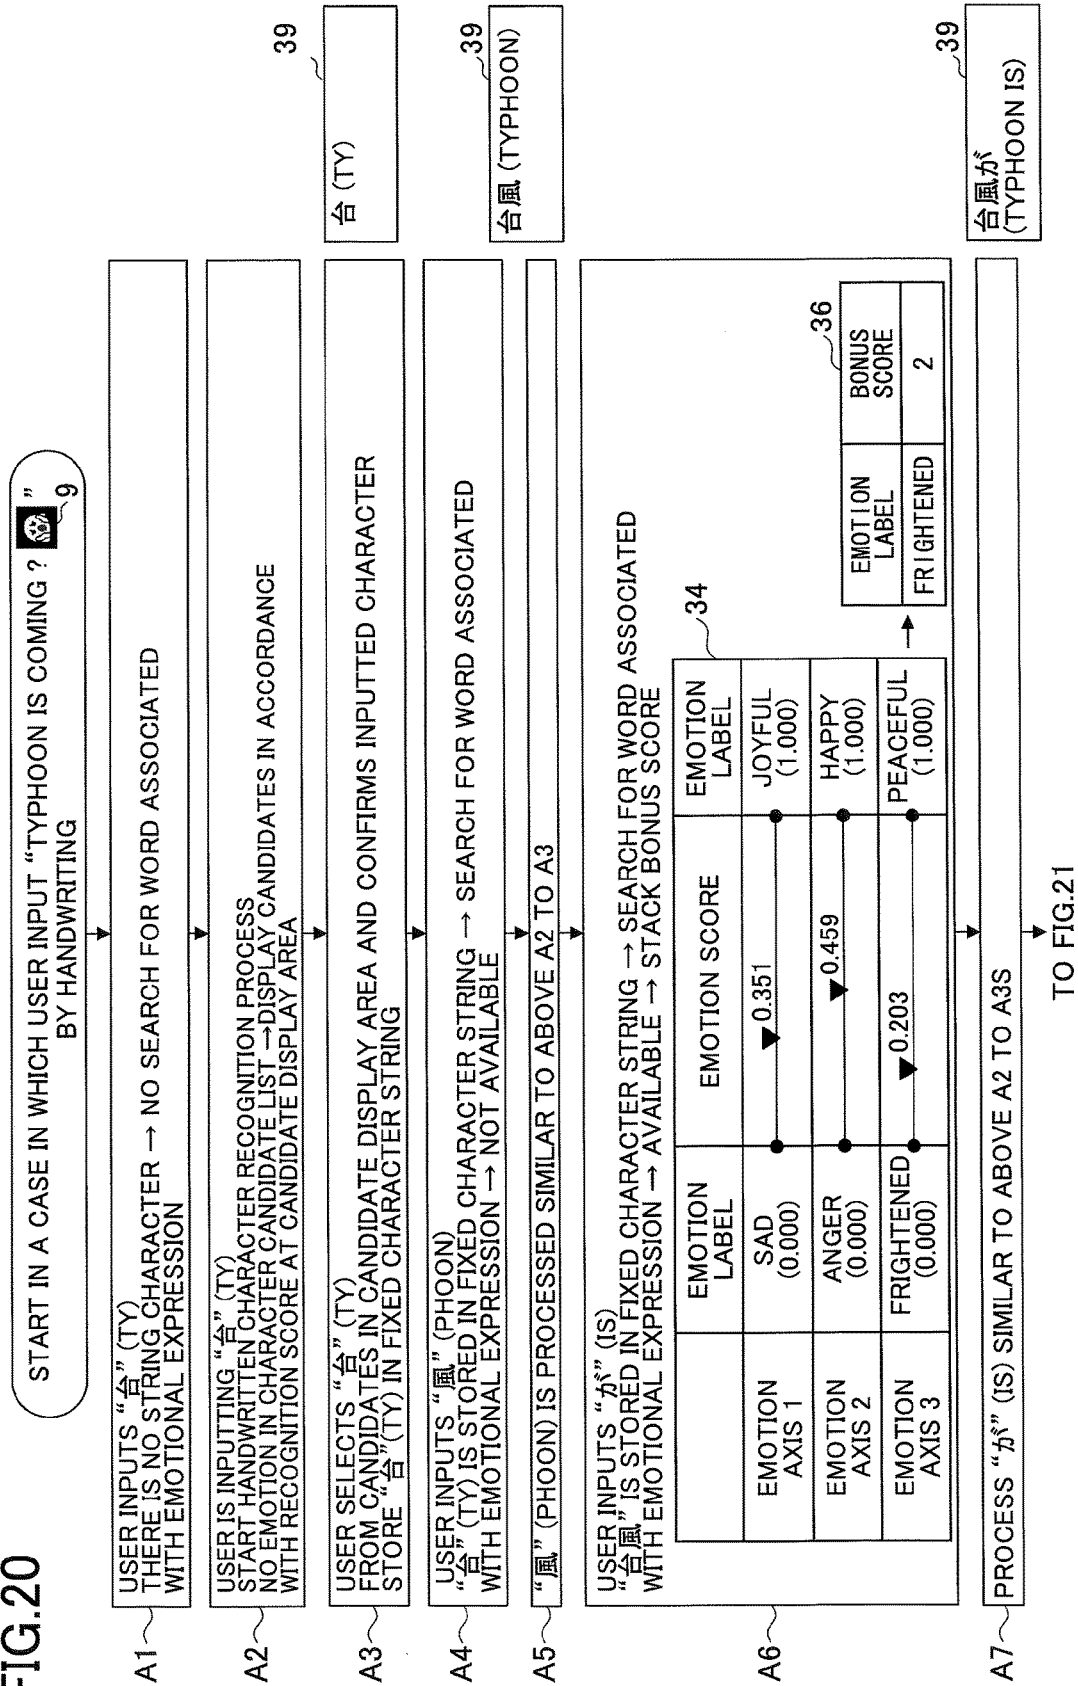 FIG.20
START IN A CASE IN WHICH USER INPUT “TYPHOON IS COMING ? ”
BY HANDWRITING
9
A1
USER INPUTS “台” (TY)
THERE IS NO STRING CHARACTER → NO SEARCH FOR WORD ASSOCIATED
WITH EMOTIONAL EXPRESSION
A2
USER IS INPUTTING “台” (TY)
START HANDWRITTEN CHARACTER RECOGNITION PROCESS
NO EMOTION IN CHARACTER CANDIDATE LIST →DISPLAY CANDIDATES IN ACCORDANCE
WITH RECOGNITION SCORE AT CANDIDATE DISPLAY AREA
A3
USER SELECTS “台” (TY)
FROM CANDIDATES IN CANDIDATE DISPLAY AREA AND CONFIRMS INPUTTED CHARACTER
STORE “台”(TY) IN FIXED CHARACTER STRING
39
台 (TY)
A4
USER INPUTS “風” (PHOON)
“台” (TY) IS STORED IN FIXED CHARACTER STRING → SEARCH FOR WORD ASSOCIATED
WITH EMOTIONAL EXPRESSION → NOT AVAILABLE
A5
“風” (PHOON) IS PROCESSED SIMILAR TO ABOVE A2 TO A3
39
台風 (TYPHOON)
A6
USER INPUTS “が” (IS)
“台風” IS STORED IN FIXED CHARACTER STRING → SEARCH FOR WORD ASSOCIATED
WITH EMOTIONAL EXPRESSION → AVAILABLE → STACK BONUS SCORE
34
EMOTION LABEL
EMOTION SCORE
EMOTION LABEL
EMOTION AXIS 1
SAD (0.000)
0.351
JOYFUL (1.000)
EMOTION AXIS 2
ANGER (0.000)
0.459
HAPPY (1.000)
EMOTION AXIS 3
FRIGHTENED (0.000)
0.203
PEACEFUL (1.000)
36
EMOTION LABEL
BONUS SCORE
FRIGHTENED
2
A7
PROCESS “が” (IS) SIMILAR TO ABOVE A2 TO A3S
39
台風が
(TYPHOON IS)
TO FIG.21